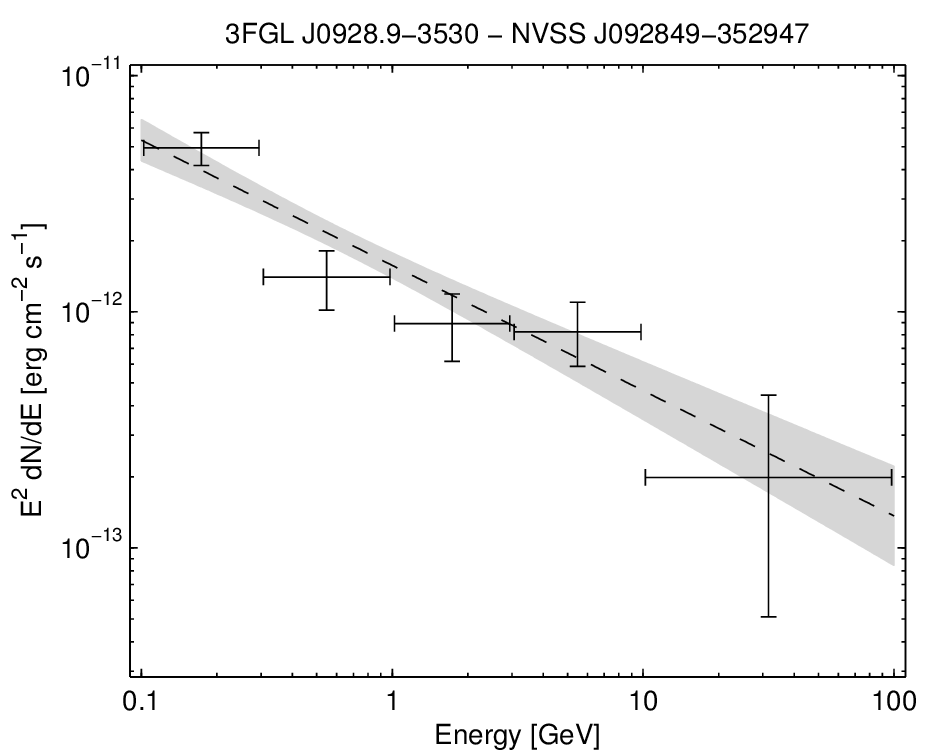 3FGL J0928.9−3530 − NVSS J092849−352947
10⁻¹¹
10⁻¹²
10⁻¹³
E² dN/dE [erg cm⁻² s⁻¹]
0.1 1 10 100
Energy [GeV]